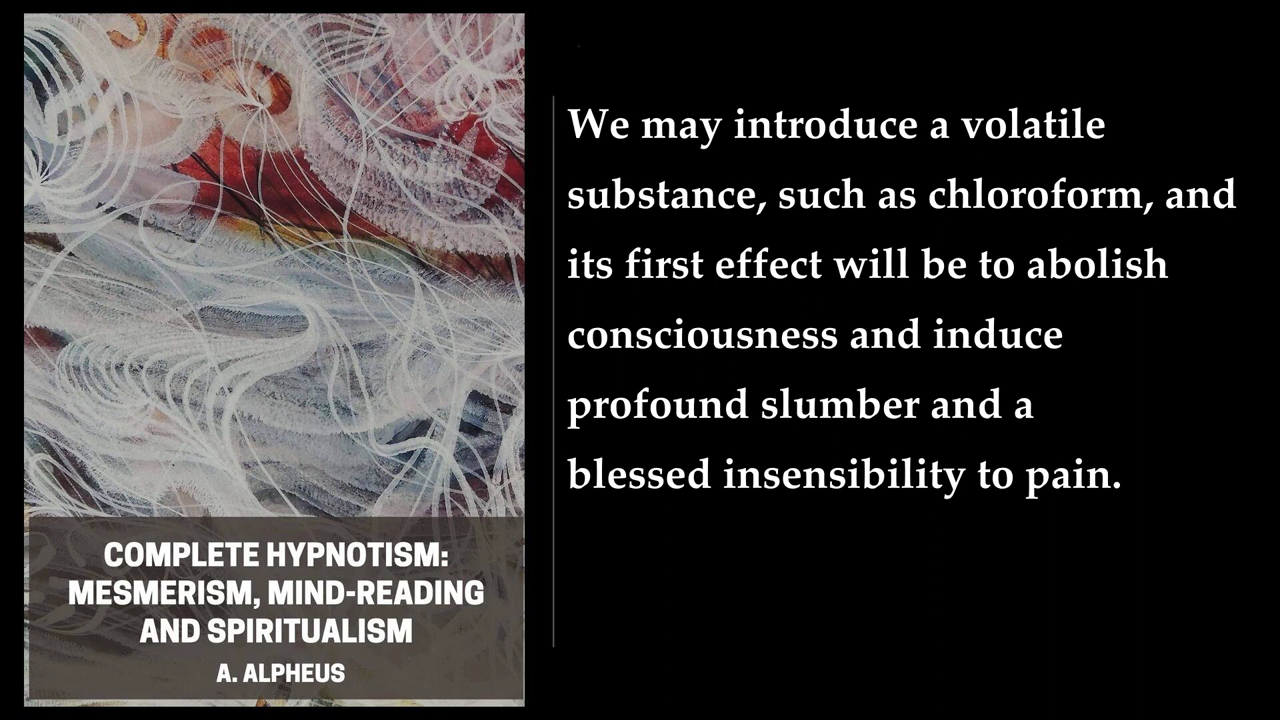 COMPLETE HYPNOTISM:
MESMERISM, MIND-READING
AND SPIRITUALISM
A. ALPHEUS
We may introduce a volatile
substance, such as chloroform, and
its first effect will be to abolish
consciousness and induce
profound slumber and a
blessed insensibility to pain.